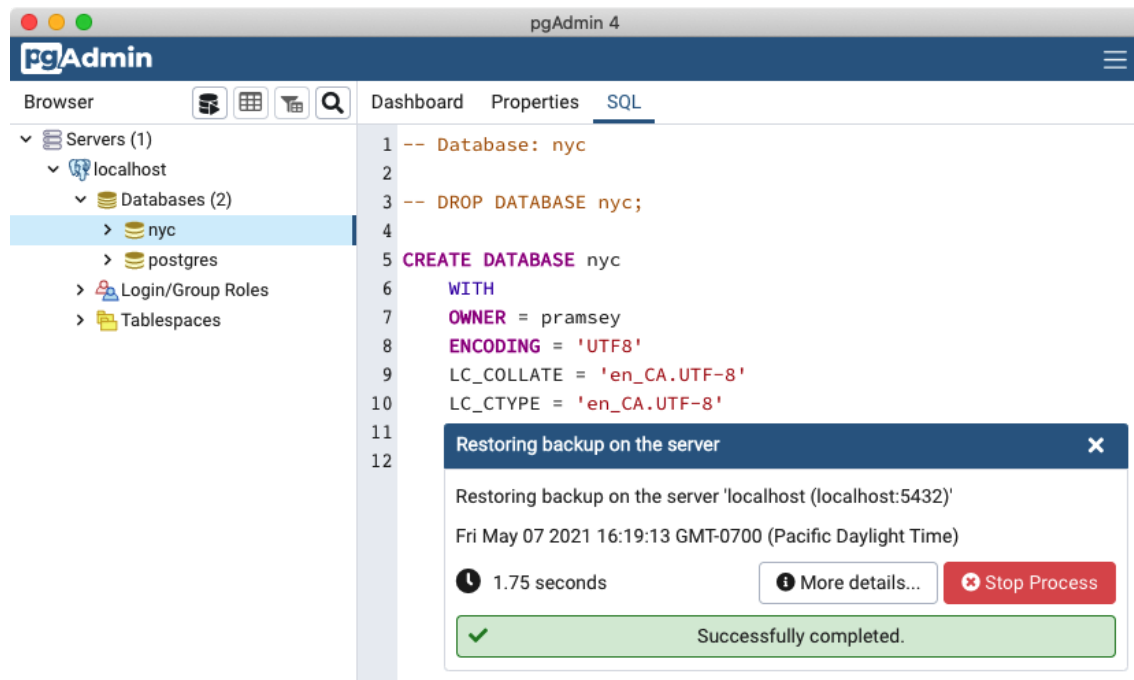 pgAdmin 4
pgAdmin
Browser
Dashboard Properties SQL
Servers (1)
localhost
Databases (2)
nyc
postgres
Login/Group Roles
Tablespaces
1 -- Database: nyc
2
3 -- DROP DATABASE nyc;
4
5 CREATE DATABASE nyc
6 WITH
7 OWNER = pramsey
8 ENCODING = 'UTF8'
9 LC_COLLATE = 'en_CA.UTF-8'
10 LC_CTYPE = 'en_CA.UTF-8'
11
12
Restoring backup on the server
Restoring backup on the server 'localhost (localhost:5432)'
Fri May 07 2021 16:19:13 GMT-0700 (Pacific Daylight Time)
1.75 seconds
More details...
Stop Process
Successfully completed.